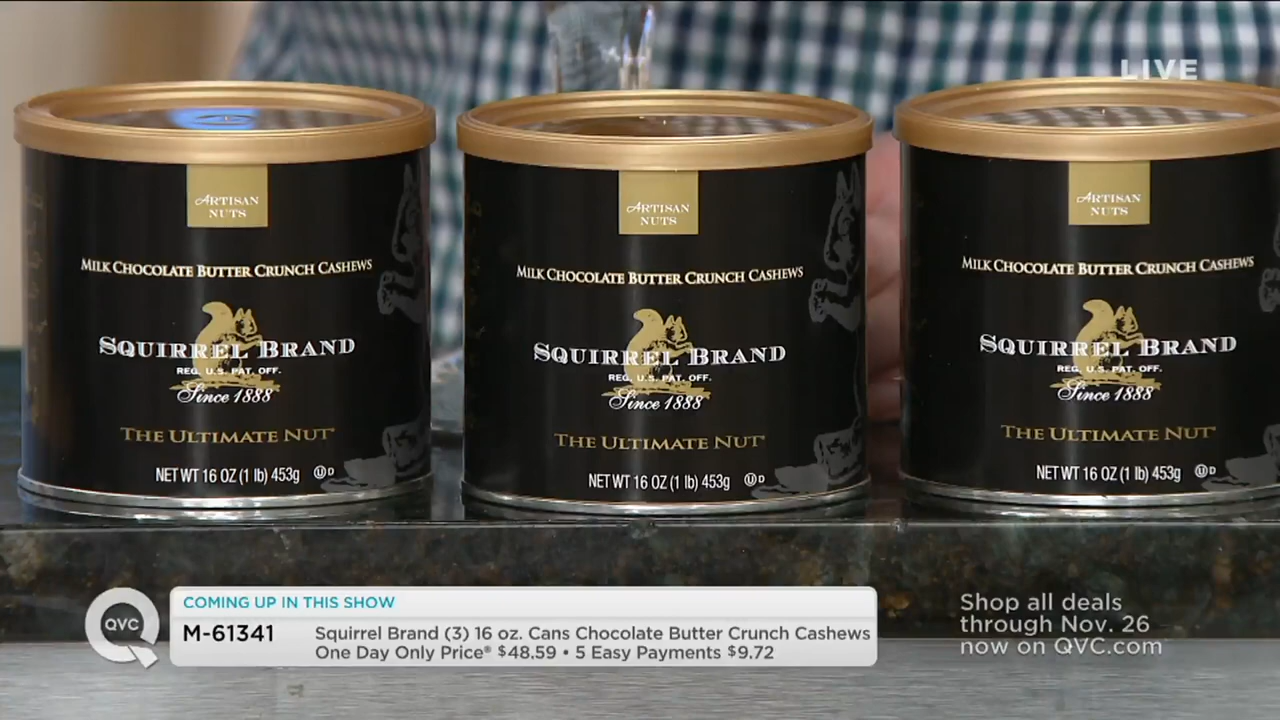 LIVE
ARTISAN
NUTS
MILK CHOCOLATE BUTTER CRUNCH CASHEWS
SQUIRREL BRAND
REG. U.S. PAT. OFF.
Since 1888
THE ULTIMATE NUT®
NET WT 16 OZ (1 lb) 453g UD
ARTISAN
NUTS
MILK CHOCOLATE BUTTER CRUNCH CASHEWS
SQUIRREL BRAND
REG. U.S. PAT. OFF.
Since 1888
THE ULTIMATE NUT®
NET WT 16 OZ (1 lb) 453g UD
ARTISAN
NUTS
MILK CHOCOLATE BUTTER CRUNCH CASHEWS
SQUIRREL BRAND
REG. U.S. PAT. OFF.
Since 1888
THE ULTIMATE NUT®
NET WT 16 OZ (1 lb) 453g UD
QVC
COMING UP IN THIS SHOW
M-61341
Squirrel Brand (3) 16 oz. Cans Chocolate Butter Crunch Cashews
One Day Only Price® $48.59 • 5 Easy Payments $9.72
Shop all deals
through Nov. 26
now on QVC.com